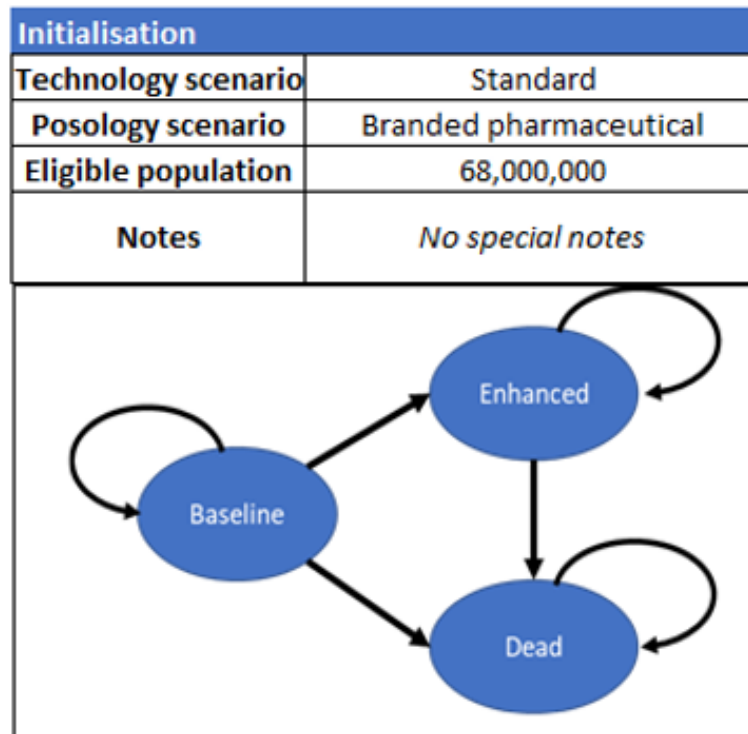 Initialisation
Technology scenario Standard
Posology scenario Branded pharmaceutical
Eligible population 68,000,000
Notes No special notes
Enhanced
Baseline
Dead